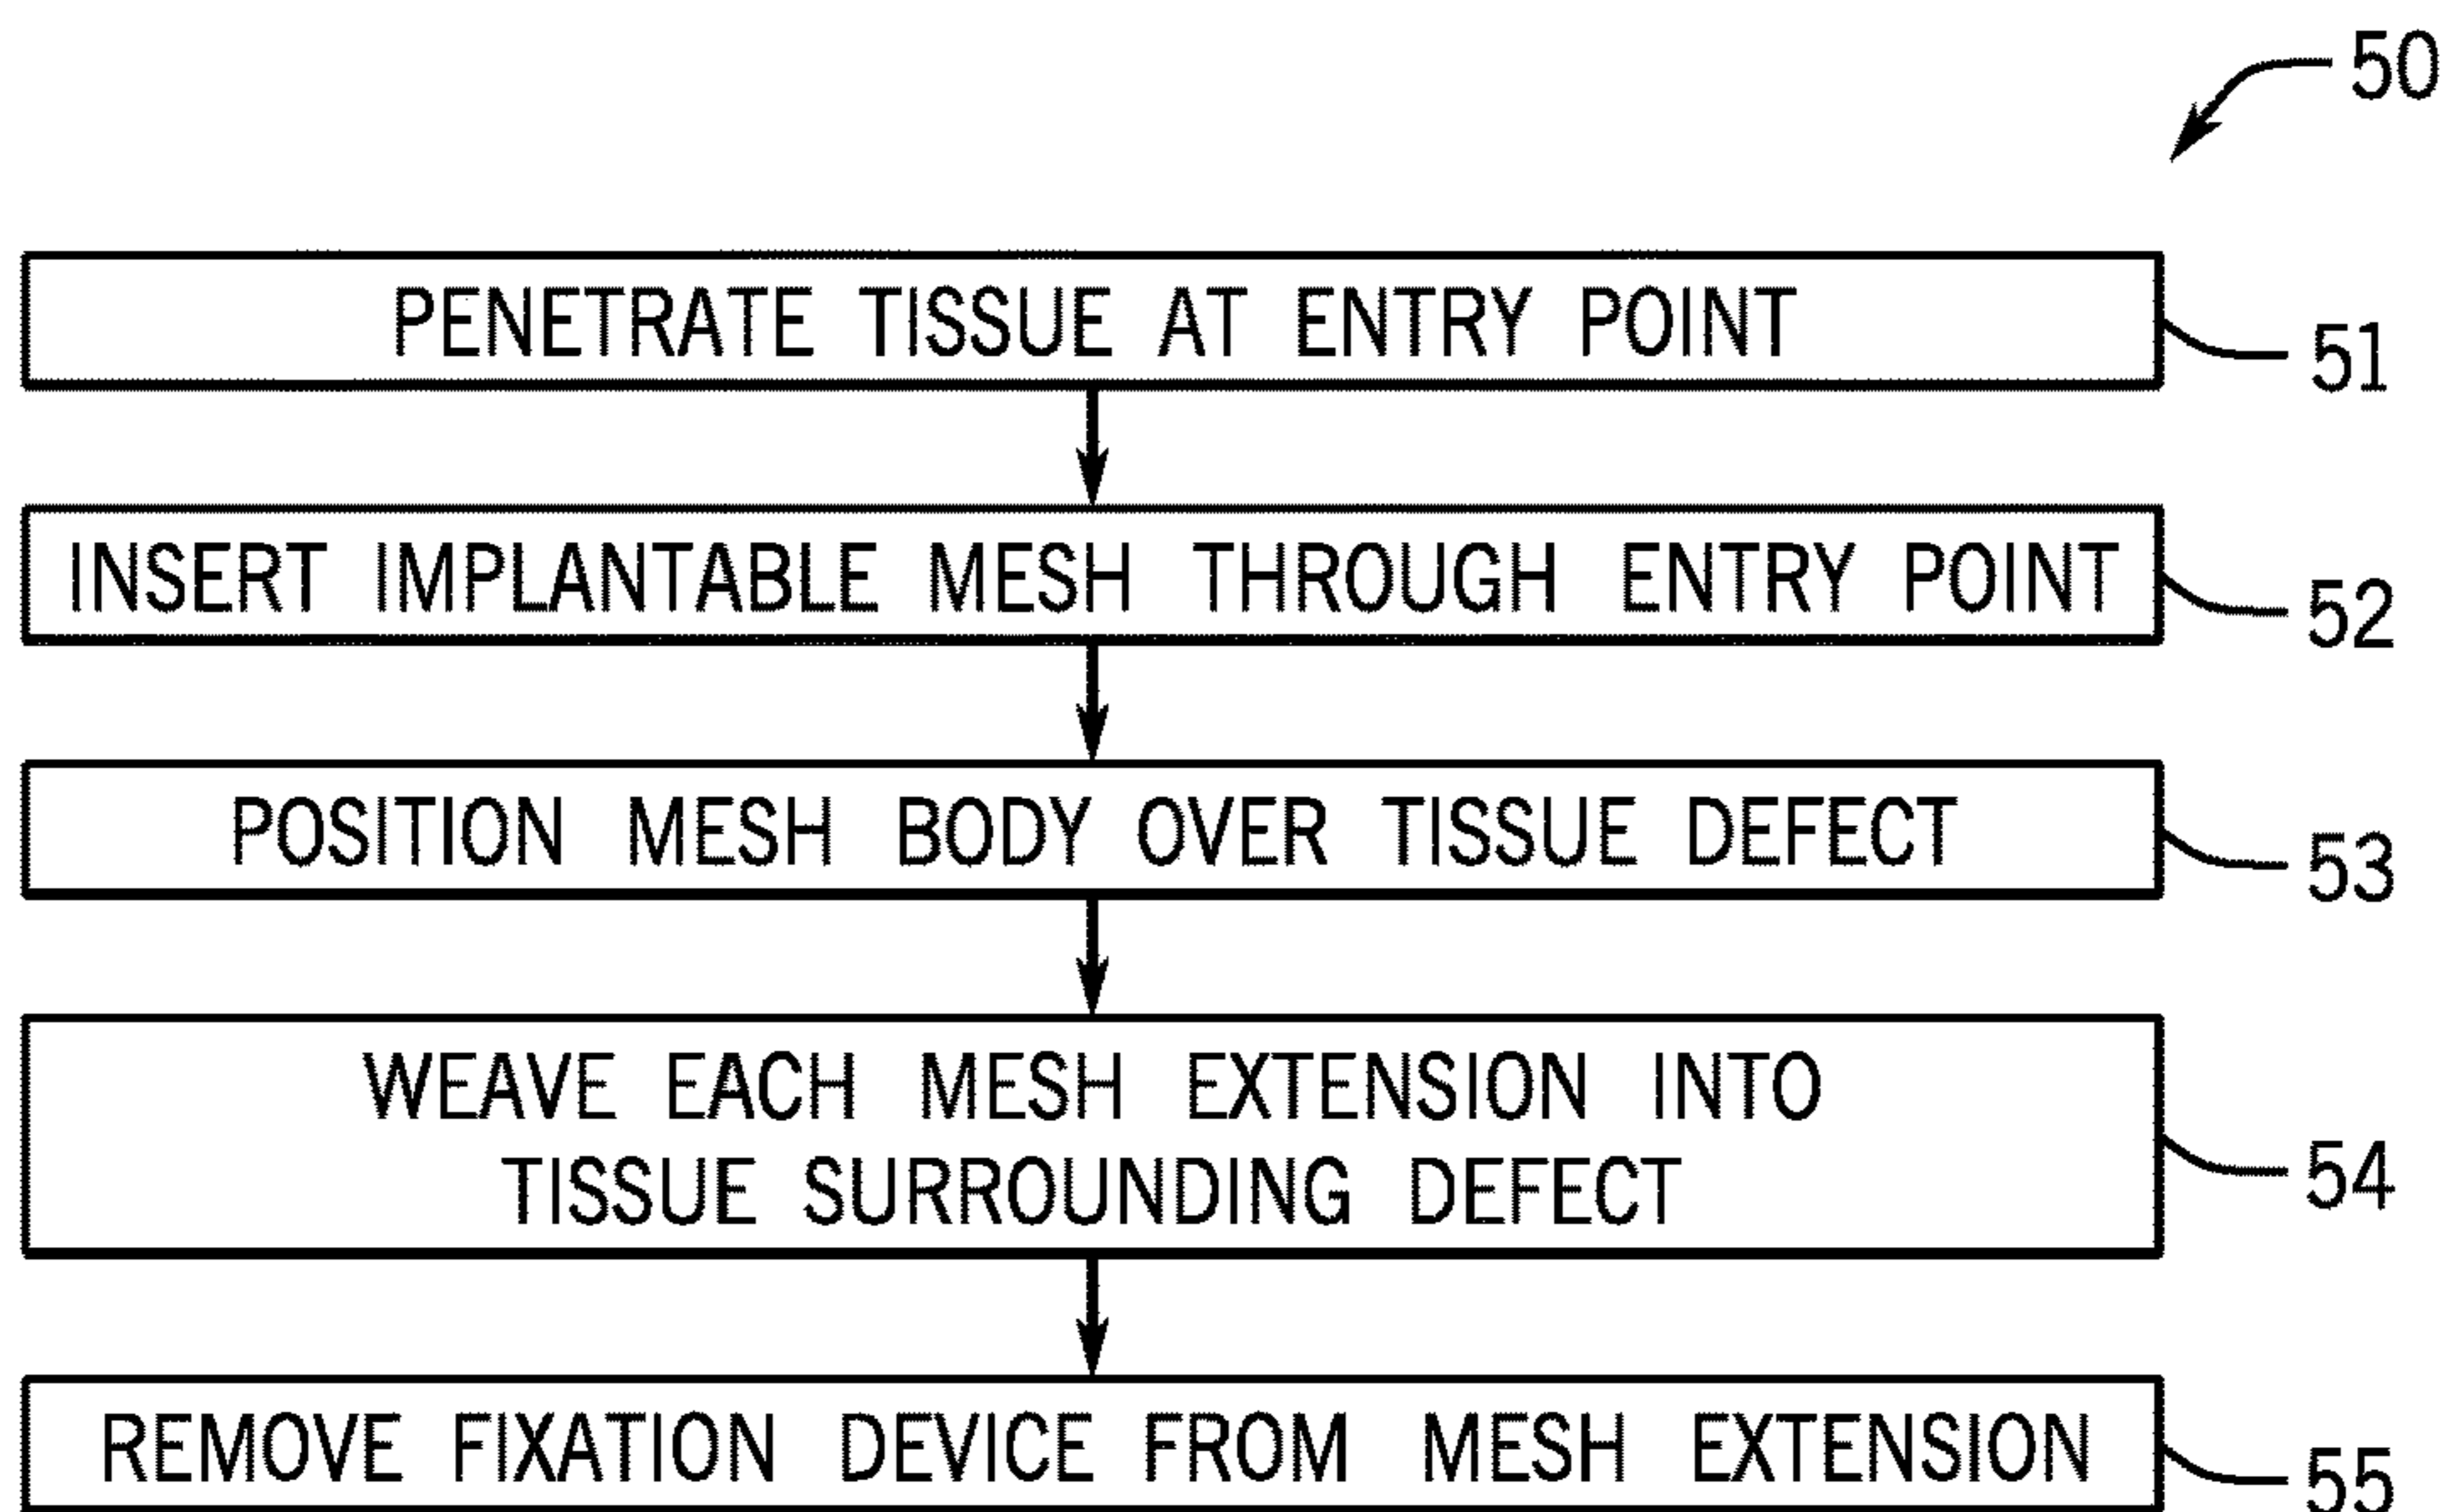 50
PENETRATE TISSUE AT ENTRY POINT
51
INSERT IMPLANTABLE MESH THROUGH ENTRY POINT
52
POSITION MESH BODY OVER TISSUE DEFECT
53
WEAVE EACH MESH EXTENSION INTO
TISSUE SURROUNDING DEFECT
54
REMOVE FIXATION DEVICE FROM MESH EXTENSION
55